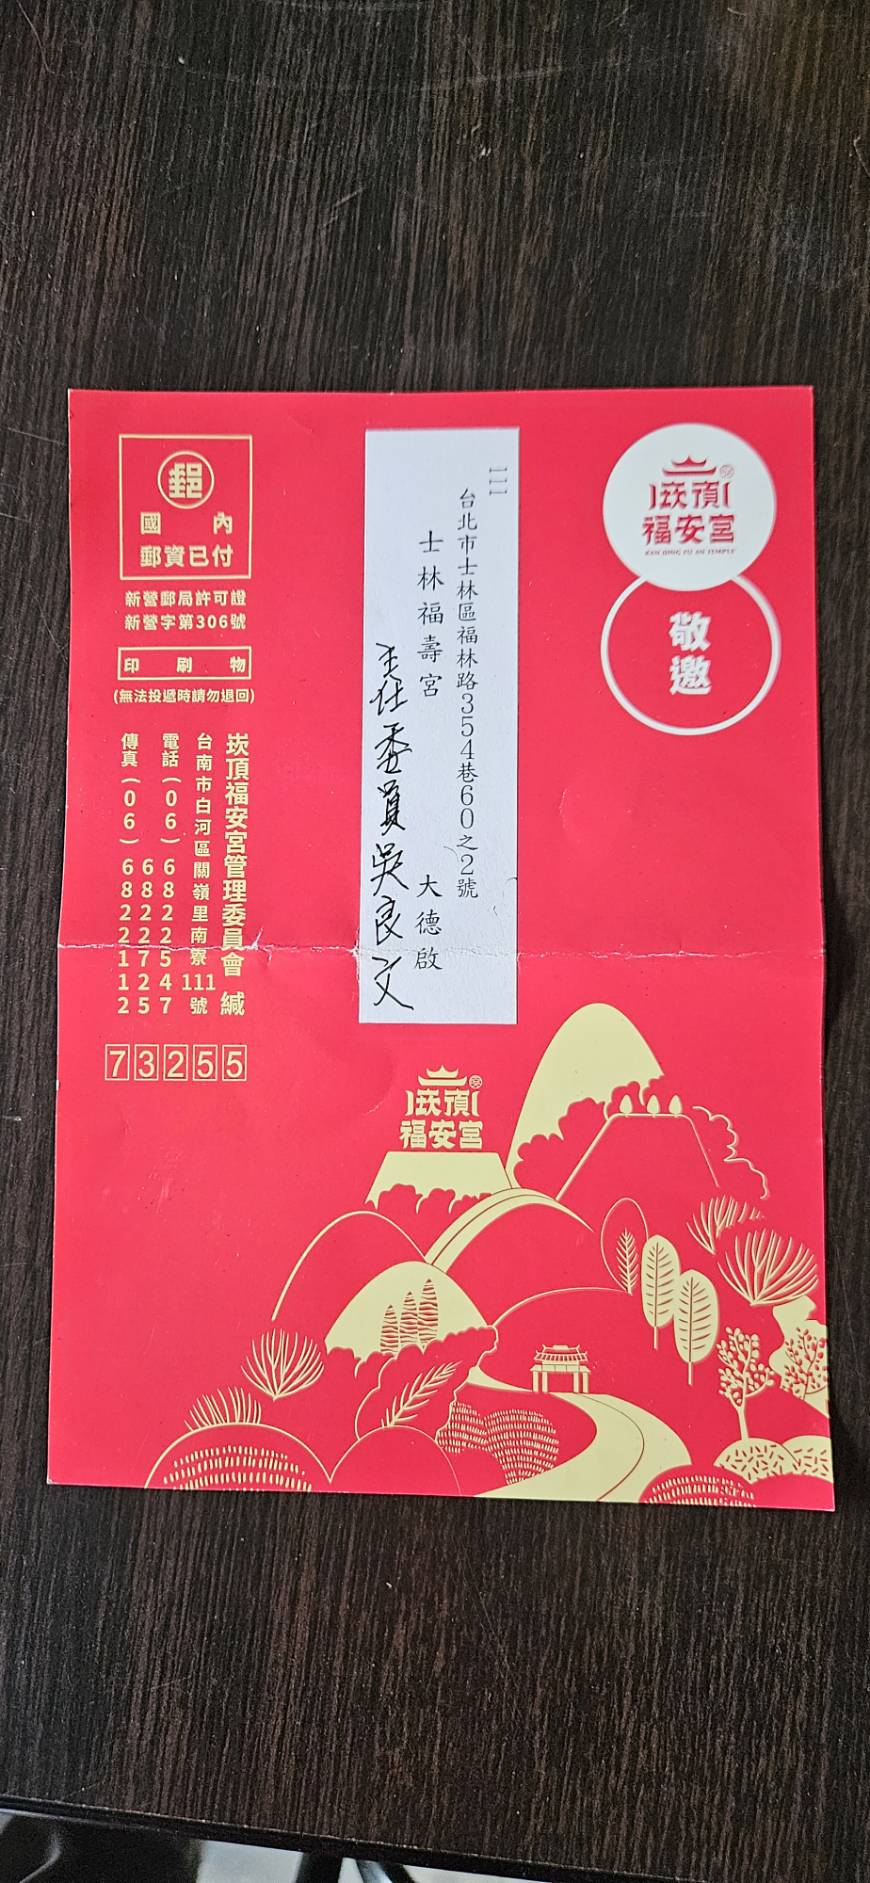 崁頂
福安宮
KAN DING FU AN TEMPLE
敬邀
一一一
台北市士林區福林路354巷60之2號
士林福壽宮 大德啟
主任委員吳良文
郵
國內
郵資已付
新營郵局許可證
新營字第306號
印刷物
(無法投遞時請勿退回)
崁頂福安宮管理委員會 緘
台南市白河區關嶺里南寮111號
電話(06)6822547
6822725
傳真(06)6822112
73255
崁頂
福安宮